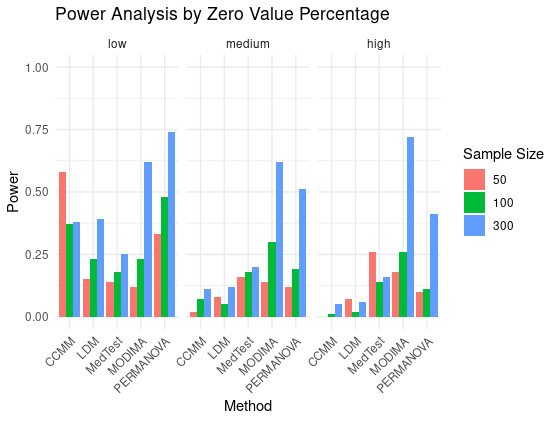 Power Analysis by Zero Value Percentage
low medium high
1.00
0.75
0.50
0.25
0.00
Power
CCMM LDM MedTest MODIMA PERMANOVA CCMM LDM MedTest MODIMA PERMANOVA CCMM LDM MedTest MODIMA PERMANOVA
Method
Sample Size
50
100
300